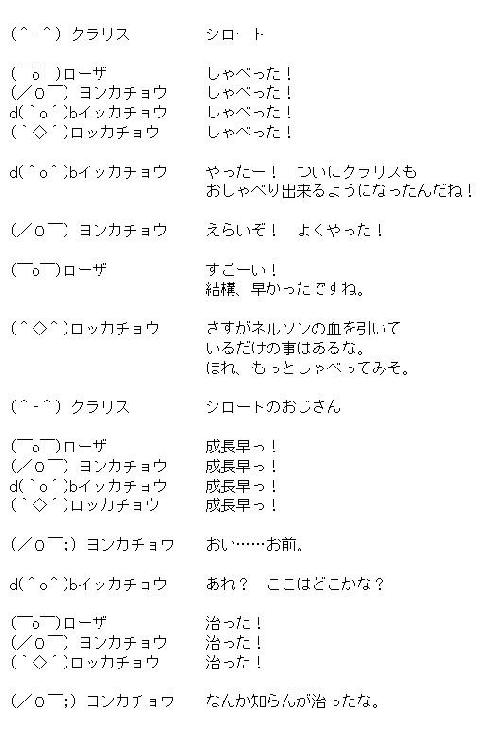 (＾ ＾) クラリス　　シロート
(￣o￣)ローザ　　しゃべった！
(／O￣) ヨンカチョウ　　しゃべった！
d(＾o＾)bイッカチョウ　　しゃべった！
(｀◇´)ロッカチョウ　　しゃべった！
d(＾o＾)bイッカチョウ　　やったー！　ついにクラリスも
おしゃべり出来るようになったんだね！
(／O￣) ヨンカチョウ　　えらいぞ！　よくやった！
(￣o￣)ローザ　　すごーい！
結構、早かったですね。
(＾◇＾)ロッカチョウ　　さすがネルソンの血を引いて
いるだけの事はあるな。
ほれ、もっとしゃべってみそ。
(＾-＾) クラリス　　シロートのおじさん
(￣o￣)ローザ　　成長早っ！
(／O￣) ヨンカチョウ　　成長早っ！
d(＾o＾)bイッカチョウ　　成長早っ！
(｀◇´)ロッカチョウ　　成長早っ！
(／O￣;) ヨンカチョウ　　おい……お前。
d(＾o＾)bイッカチョウ　　あれ？　ここはどこかな？
(￣o￣)ローザ　　治った！
(／O￣) ヨンカチョウ　　治った！
(｀◇´)ロッカチョウ　　治った！
(／O￣;) ヨンカチョウ　　なんか知らんが治ったな。